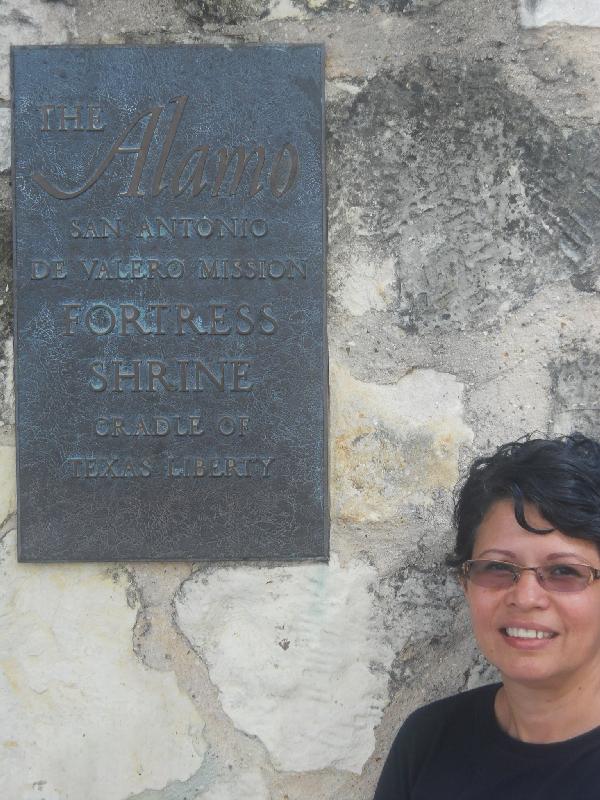 THE Alamo
SAN ANTONIO
DE VALERO MISSION
FORTRESS
SHRINE
CRADLE OF
TEXAS LIBERTY